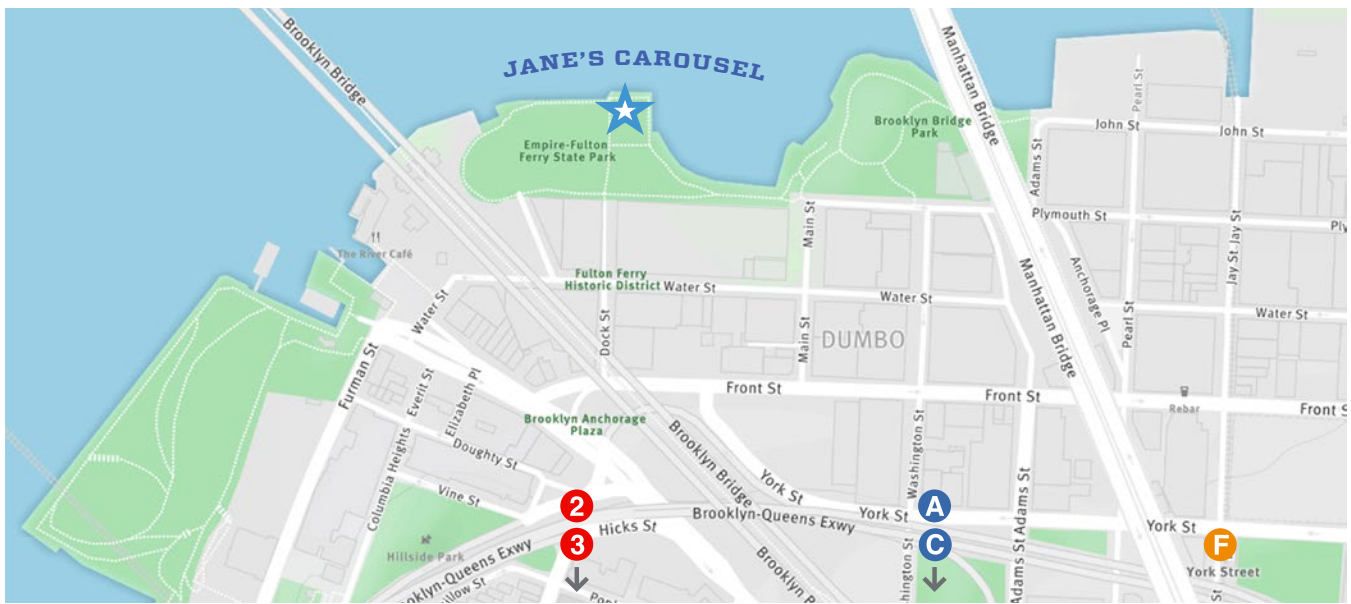 Brooklyn Bridge
JANE'S CAROUSEL
Manhattan Bridge
Pearl St
Brooklyn Bridge
Park
John St
John St
Empire-Fulton
Ferry State Park
Adams St
Plymouth St
Main St
Jay St Jay St
The River Café
Fulton Ferry
Historic District
Water St
Water St
Water St
Water St
Manhattan Bridge
Anchorage Pl
Pearl St
Dock St
Main St
DUMBO
Furman St
Everit St
Elizabeth Pl
Front St
Front St
Front S
Rebar
Brooklyn Anchorage
Plaza
Columbia Heights
Doughty St
Brooklyn Bridge
Washington St
Adams St
Vine St
York St
York St
York St
2
3
Hicks St
Brooklyn-Queens Exwy
A
C
F
York Street
Hillside Park
Brooklyn-Queens Exwy
Adams St